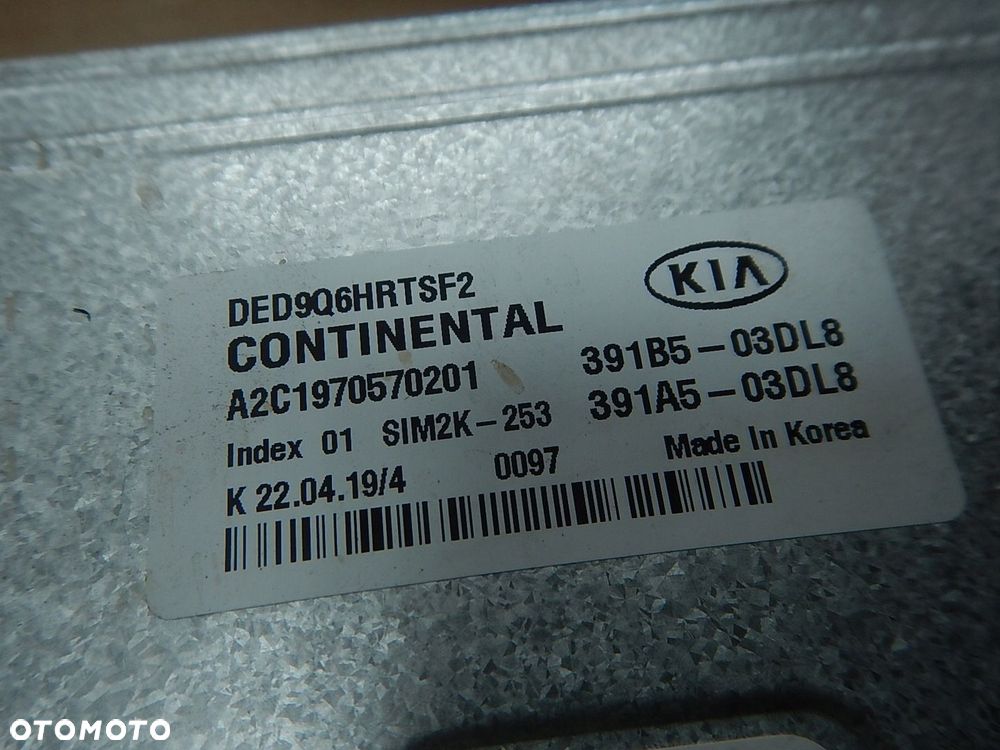 DED9Q6HRTSF2
KIA
CONTINENTAL
391B5-03DL8
A2C1970570201
391A5-03DL8
Index 01 SIM2K-253
K 22.04.19/4 0097 Made In Korea
OTOMOTO